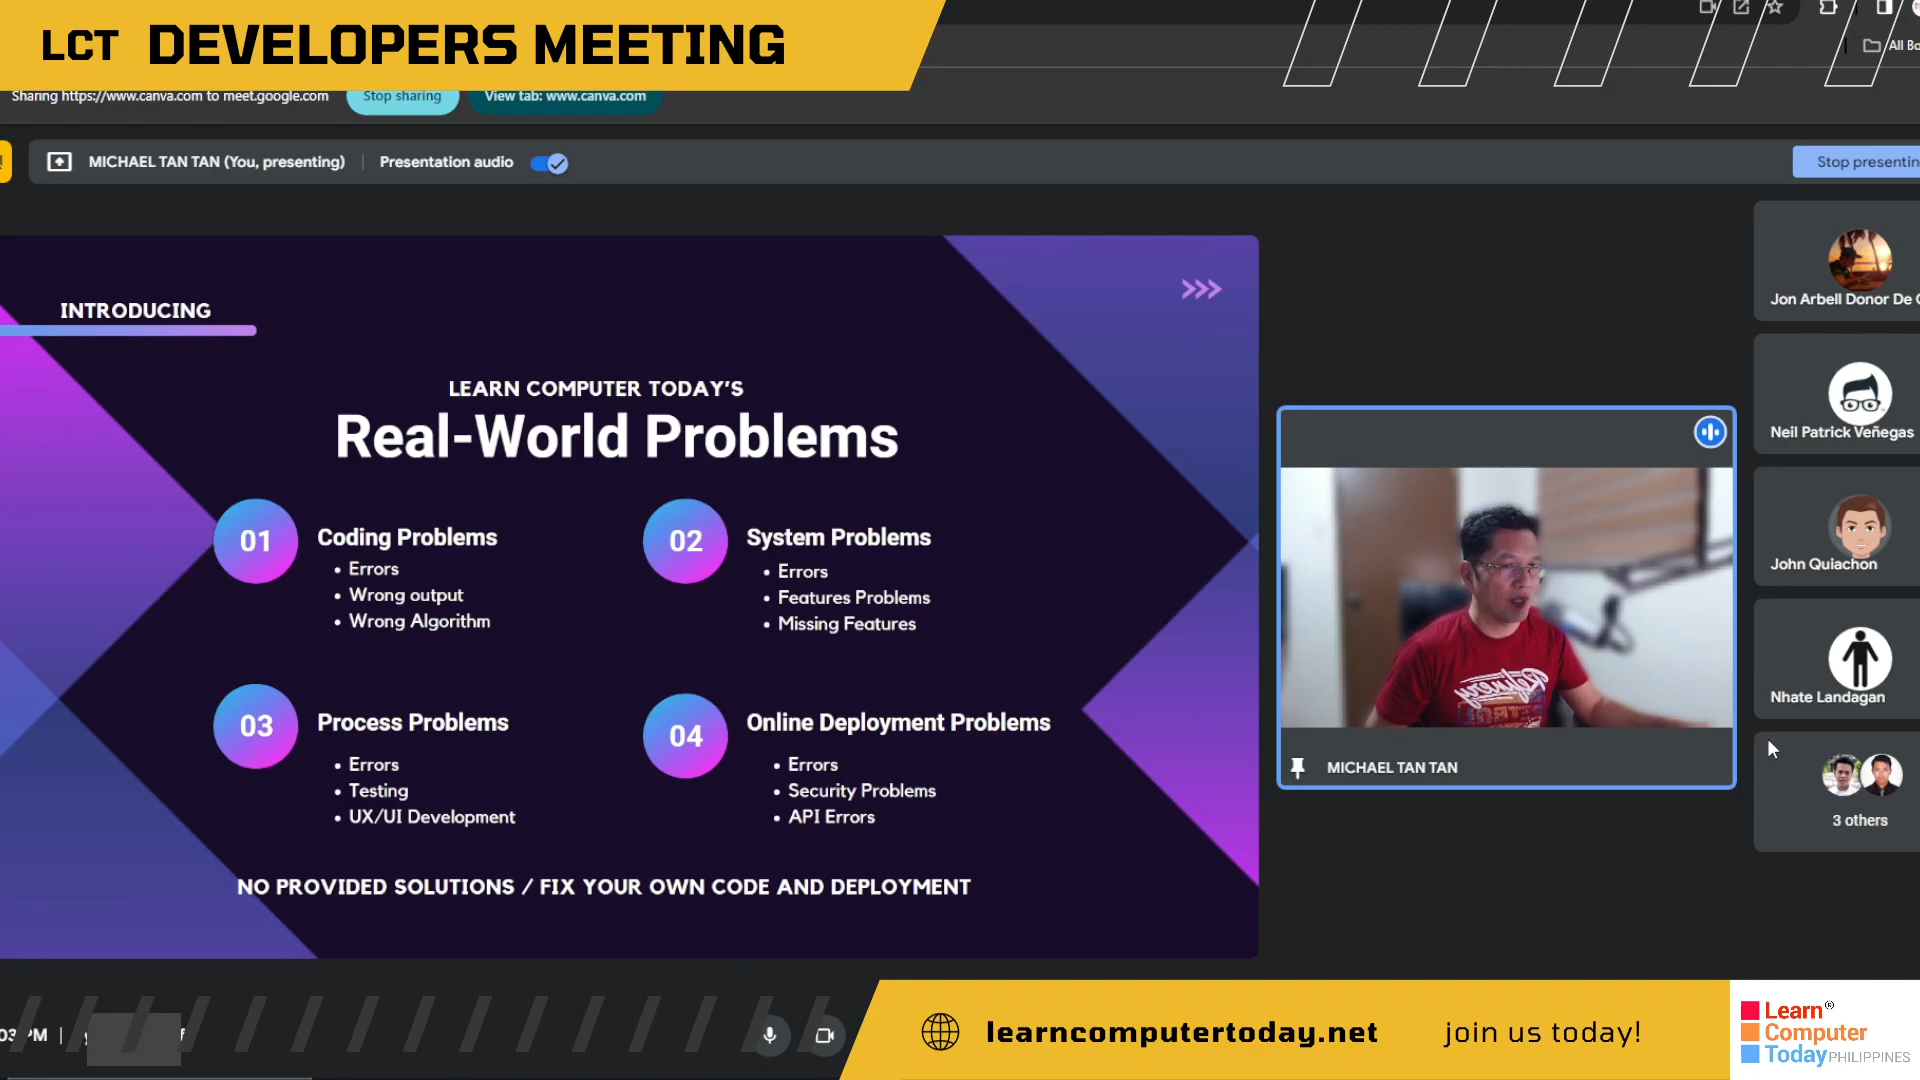 LCT DEVELOPERS MEETING
All Bo
Sharing https://www.canva.com to meet.google.com
Stop sharing
View tab: www.canva.com
MICHAEL TAN TAN (You, presenting)
Presentation audio
Stop presentin
INTRODUCING
LEARN COMPUTER TODAY'S
Real-World Problems
01
Coding Problems
• Errors
• Wrong output
• Wrong Algorithm
02
System Problems
• Errors
• Features Problems
• Missing Features
03
Process Problems
• Errors
• Testing
• UX/UI Development
04
Online Deployment Problems
• Errors
• Security Problems
• API Errors
NO PROVIDED SOLUTIONS / FIX YOUR OWN CODE AND DEPLOYMENT
MICHAEL TAN TAN
Jon Arbell Donor De
Neil Patrick Veñegas
John Quiachon
Nhate Landagan
3 others
PM
learncomputertoday.net
join us today!
Learn®
Computer
Today PHILIPPINES